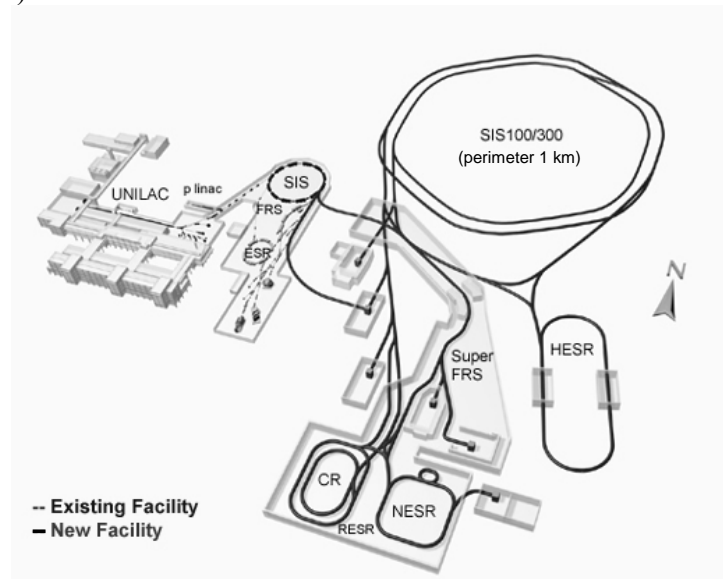 )
SIS100/300
(perimeter 1 km)
p linac
UNILAC
SIS
FRS
ESR
N
HESR
Super
FRS
CR
NESR
RESR
-- Existing Facility
– New Facility